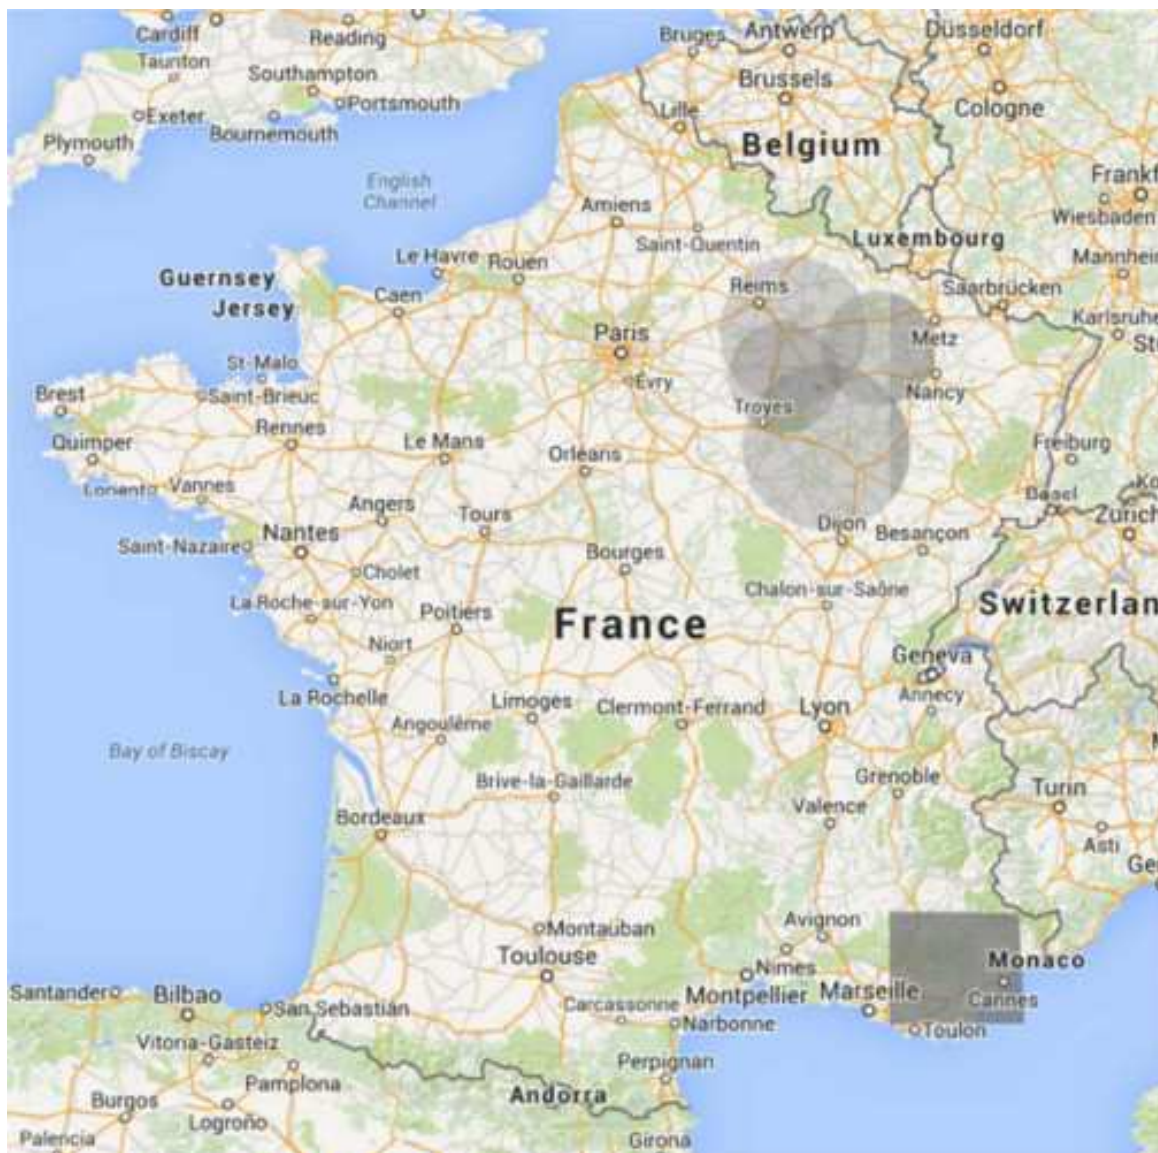 Cardiff
Reading
Bruges
Antwerp
Düsseldorf
Taunton
Southampton
Brussels
Portsmouth
Lille
Cologne
Exeter
Bournemouth
Plymouth
Belgium
English
Channel
Frankf
Amiens
Wiesbaden
Saint-Quentin
Luxembourg
Le Havre
Rouen
Mannheim
Guernsey
Reims
Saarbrücken
Jersey
Caen
Karlsruhe
Paris
Metz
Stu
St-Malo
Évry
Nancy
Brest
Saint-Brieuc
Troyes
Quimper
Rennes
Le Mans
Freiburg
Orléans
Lorient
Vannes
Angers
Basel
Ko
Tours
Dijon
Zürich
Nantes
Besançon
Saint-Nazaire
Bourges
Cholet
Chalon-sur-Saône
La Roche-sur-Yon
Poitiers
France
Switzerlan
Niort
Geneva
La Rochelle
Limoges
Clermont-Ferrand
Lyon
Annecy
Angoulême
Bay of Biscay
Brive-la-Gaillarde
Grenoble
Turin
Valence
Bordeaux
Asti
Ge
Avignon
Montauban
Toulouse
Nimes
Monaco
Santander
Bilbao
San Sebastián
Carcassonne
Montpellier
Marseille
Cannes
Narbonne
Toulon
Vitoria-Gasteiz
Perpignan
Pamplona
Andorra
Burgos
Logroño
Palencia
Girona